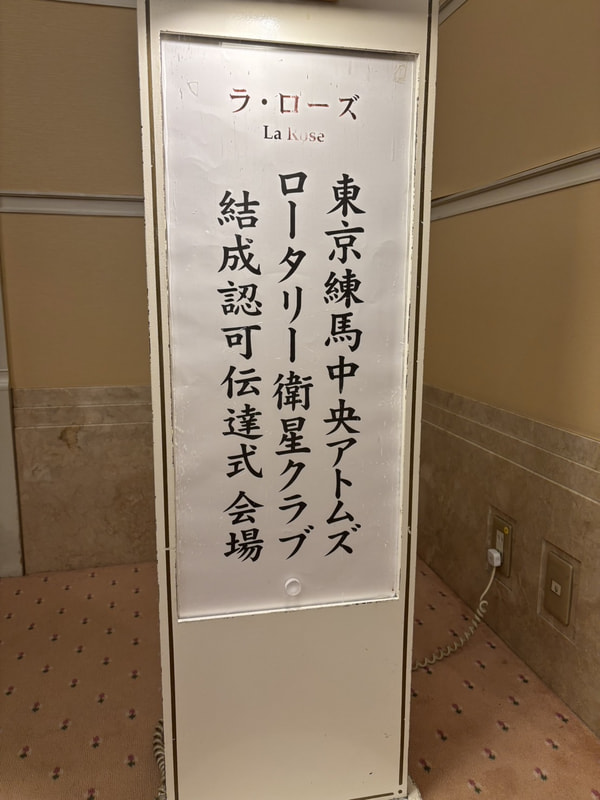 ラ・ローズ
La Rose
東京練馬中央アトムズ
ロータリー衛星クラブ
結成認可伝達式 会場